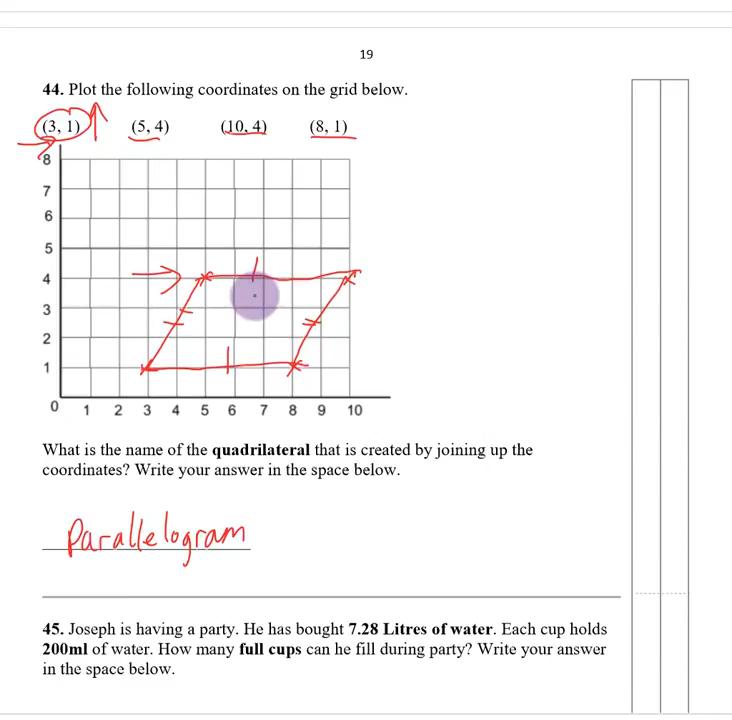 19
44. Plot the following coordinates on the grid below.
(3, 1) (5, 4) (10, 4) (8, 1)
8
7
6
5
4
3
2
1
0 1 2 3 4 5 6 7 8 9 10
What is the name of the quadrilateral that is created by joining up the
coordinates? Write your answer in the space below.
Parallelogram
45. Joseph is having a party. He has bought 7.28 Litres of water. Each cup holds
200ml of water. How many full cups can he fill during party? Write your answer
in the space below.